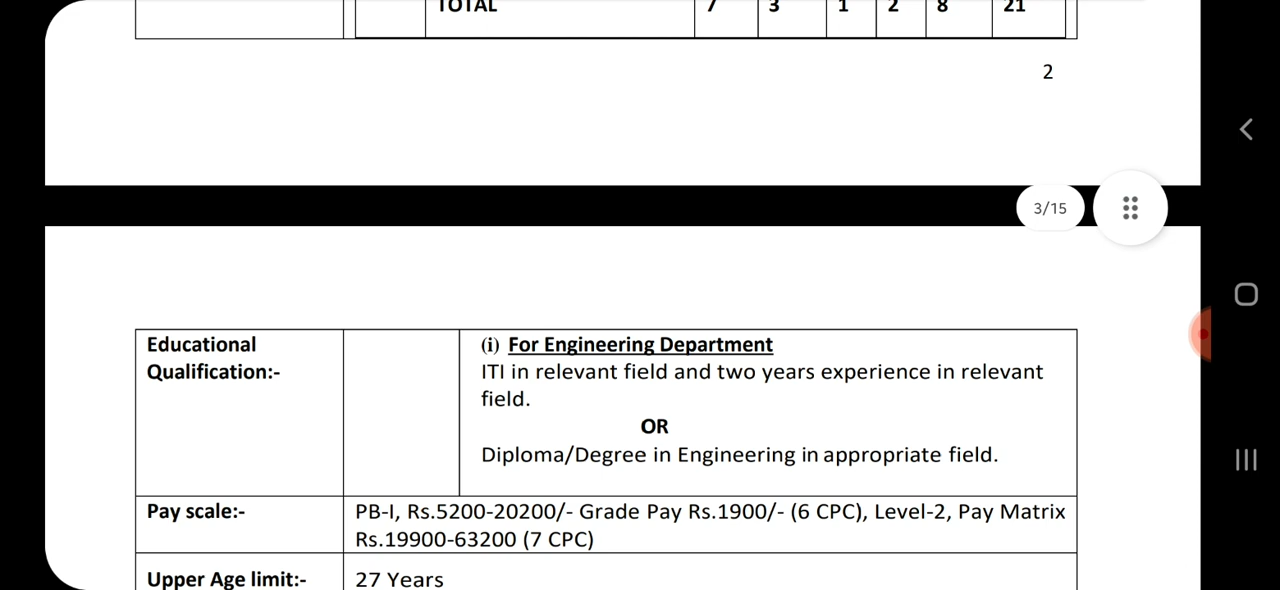 TOTAL 7 3 1 2 8 21
2
3/15
Educational Qualification:-
(i) For Engineering Department
ITI in relevant field and two years experience in relevant
field.
OR
Diploma/Degree in Engineering in appropriate field.
Pay scale:-
PB-I, Rs.5200-20200/- Grade Pay Rs.1900/- (6 CPC), Level-2, Pay Matrix
Rs.19900-63200 (7 CPC)
Upper Age limit:- 27 Years